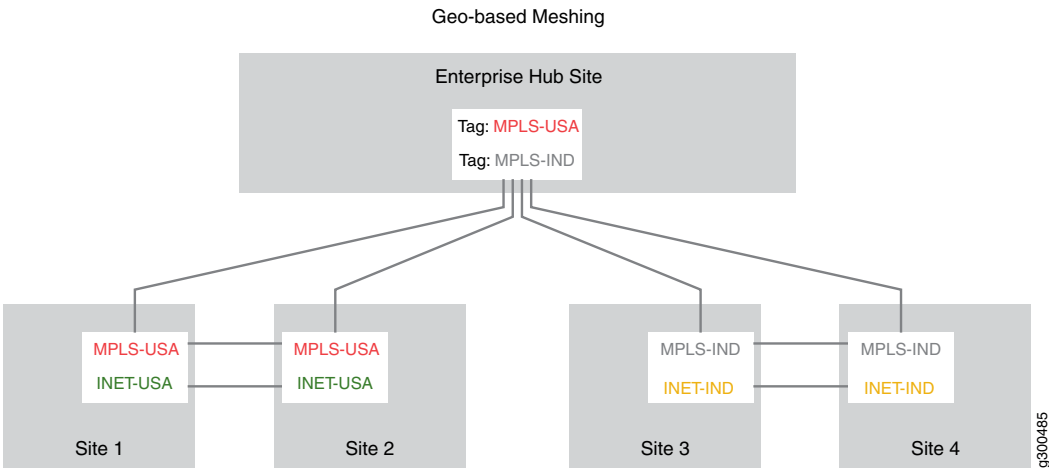 Geo-based Meshing
Enterprise Hub Site
Tag: MPLS-USA
Tag: MPLS-IND
MPLS-USA
INET-USA
Site 1
MPLS-USA
INET-USA
Site 2
MPLS-IND
INET-IND
Site 3
MPLS-IND
INET-IND
Site 4
g300485